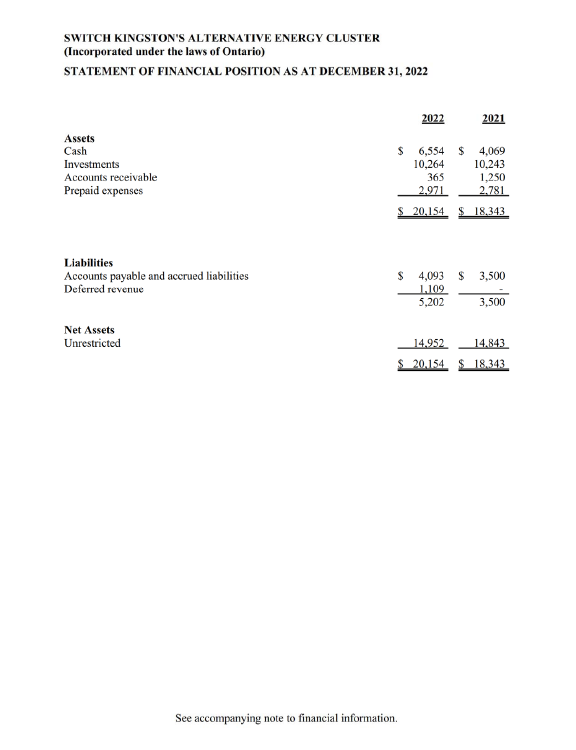 SWITCH KINGSTON'S ALTERNATIVE ENERGY CLUSTER
(Incorporated under the laws of Ontario)
STATEMENT OF FINANCIAL POSITION AS AT DECEMBER 31, 2022
2022 2021
Assets
Cash $ 6,554 $ 4,069
Investments 10,264 10,243
Accounts receivable 365 1,250
Prepaid expenses 2,971 2,781
$ 20,154 $ 18,343
Liabilities
Accounts payable and accrued liabilities $ 4,093 $ 3,500
Deferred revenue 1,109 -
5,202 3,500
Net Assets
Unrestricted 14,952 14,843
$ 20,154 $ 18,343
See accompanying note to financial information.